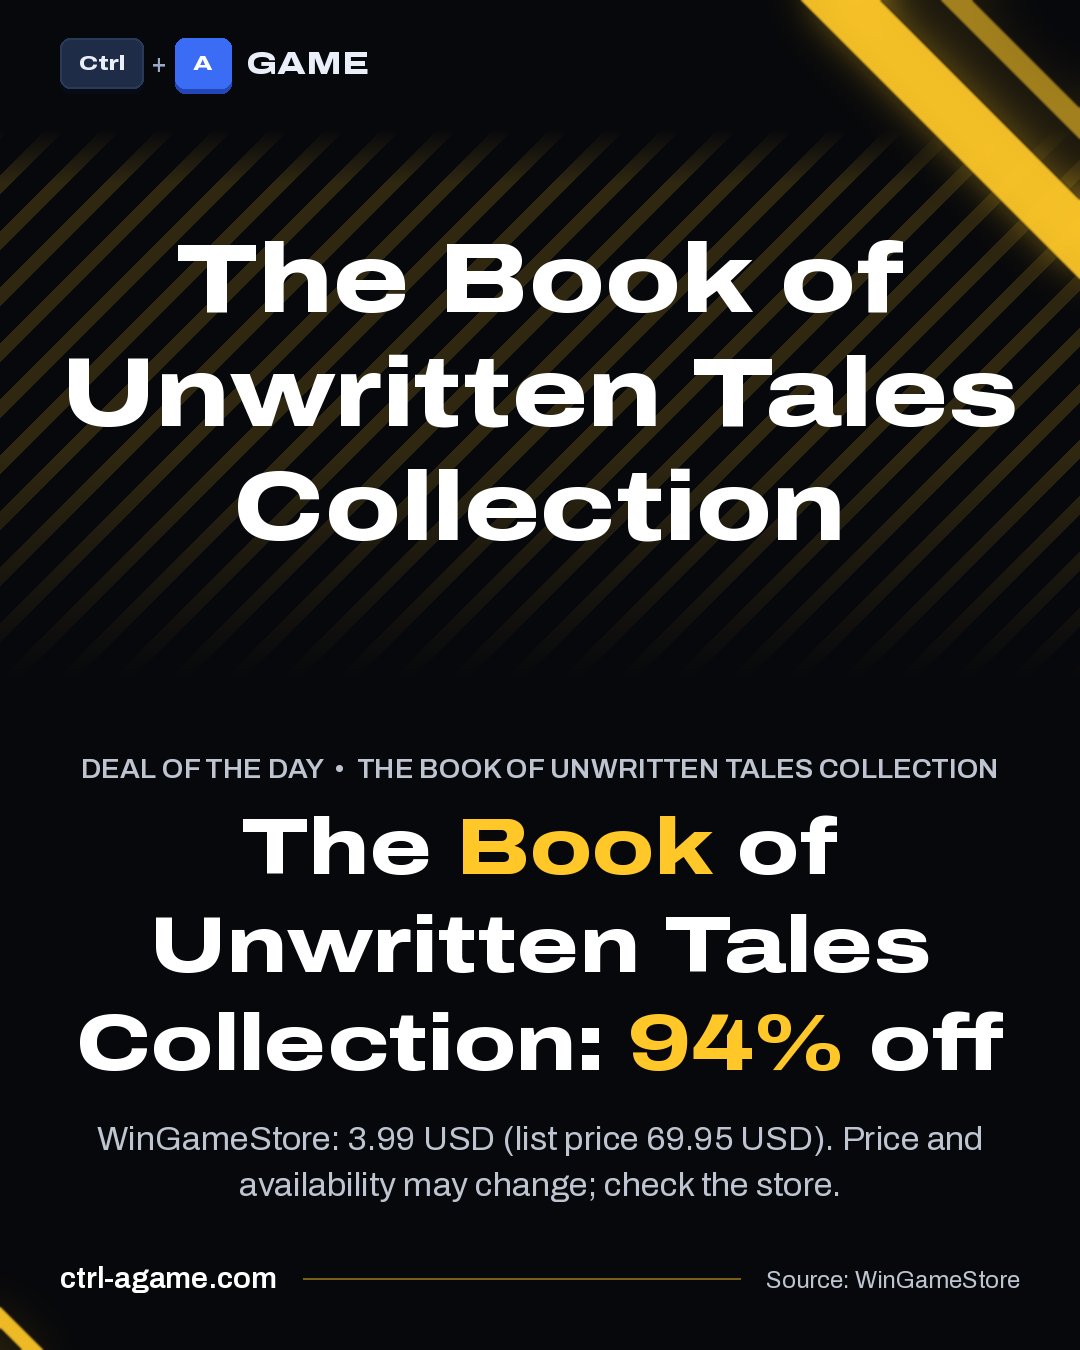 Ctrl + A GAME
The Book of
Unwritten Tales
Collection
DEAL OF THE DAY • THE BOOK OF UNWRITTEN TALES COLLECTION
The Book of
Unwritten Tales
Collection: 94% off
WinGameStore: 3.99 USD (list price 69.95 USD). Price and
availability may change; check the store.
ctrl-agame.com
Source: WinGameStore